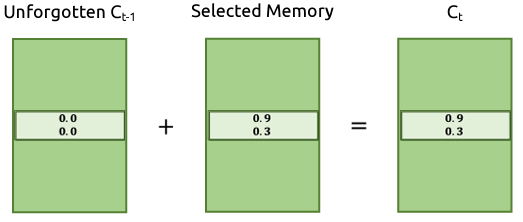 Unforgotten Cₜ₋₁ Selected Memory Cₜ
0.0 0.9 0.9
0.0 + 0.3 = 0.3